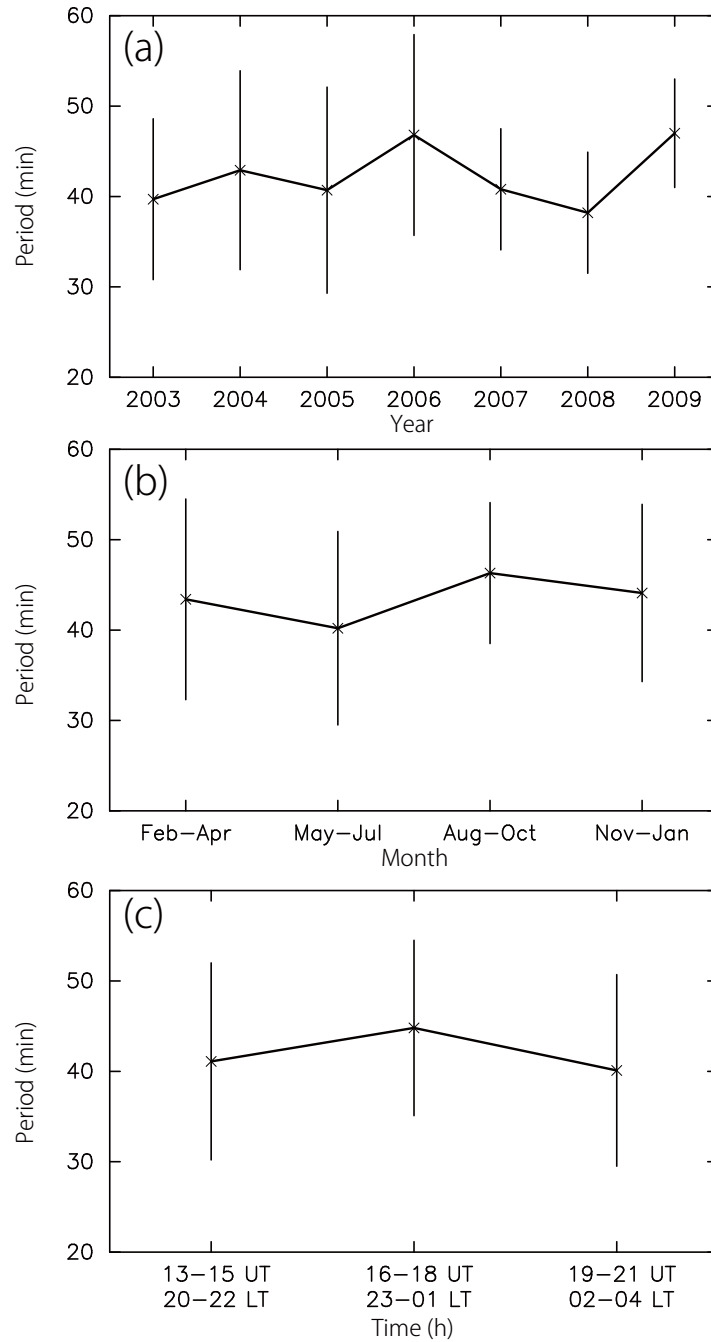 (a)
60
50
40
30
20
Period (min)
2003 2004 2005 2006 2007 2008 2009
Year
(b)
60
50
40
30
20
Period (min)
Feb-Apr May-Jul Aug-Oct Nov-Jan
Month
(c)
60
50
40
30
20
Period (min)
13-15 UT 16-18 UT 19-21 UT
20-22 LT 23-01 LT 02-04 LT
Time (h)